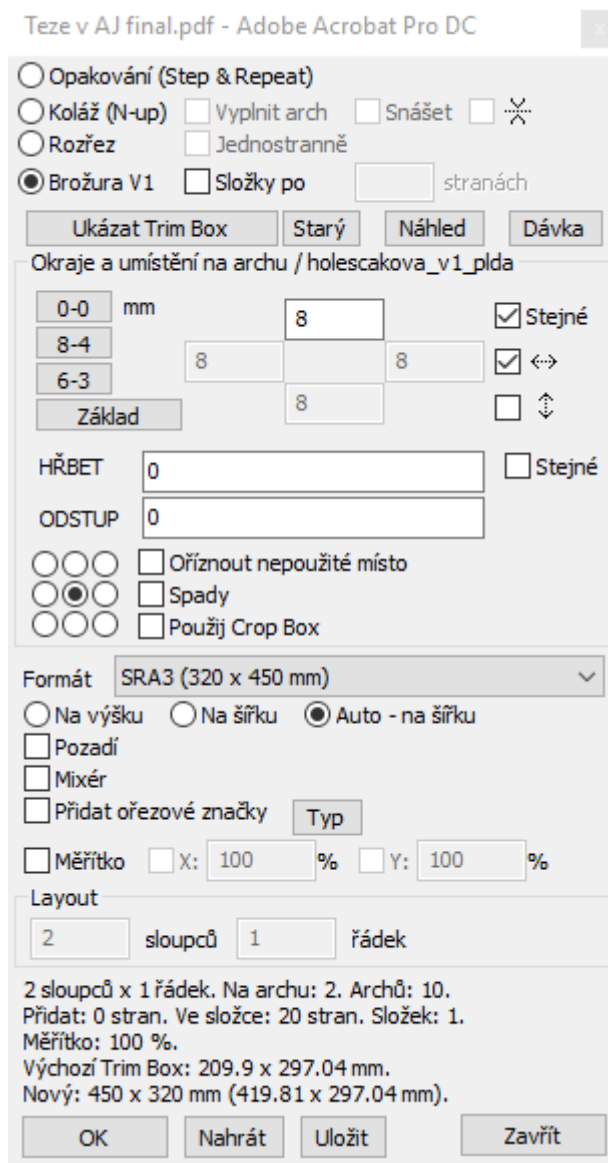 Teze v AJ final.pdf - Adobe Acrobat Pro DC
Opakování (Step & Repeat)
Koláž (N-up) Vyplnit arch Snášet
Rozřez Jednostranně
Brožura V1 Složky po stranách
Ukázat Trim Box Starý Náhled Dávka
Okraje a umístění na archu / holescakova_v1_plda
0-0 mm 8 Stejné
8-4 8 8
6-3
Základ 8
HŘBET 0 Stejné
ODSTUP 0
Oříznout nepoužité místo
Spady
Použij Crop Box
Formát SRA3 (320 x 450 mm)
Na výšku Na šířku Auto - na šířku
Pozadí
Mixér
Přidat ořezové značky Typ
Měřítko X: 100 % Y: 100 %
Layout
2 sloupců 1 řádek
2 sloupců x 1 řádek. Na archu: 2. Archů: 10.
Přidat: 0 stran. Ve složce: 20 stran. Složek: 1.
Měřítko: 100 %.
Výchozí Trim Box: 209.9 x 297.04 mm.
Nový: 450 x 320 mm (419.81 x 297.04 mm).
OK Nahrát Uložit Zavřít